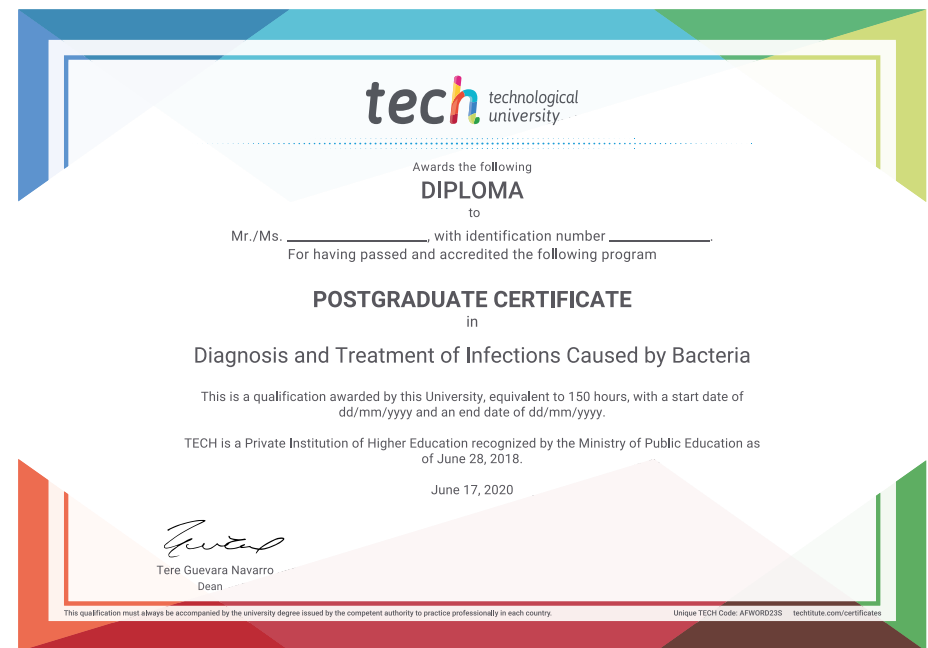 tech technological
university
Awards the following
DIPLOMA
to
Mr./Ms. ____________, with identification number ____________.
For having passed and accredited the following program
POSTGRADUATE CERTIFICATE
in
Diagnosis and Treatment of Infections Caused by Bacteria
This is a qualification awarded by this University, equivalent to 150 hours, with a start date of
dd/mm/yyyy and an end date of dd/mm/yyyy.
TECH is a Private Institution of Higher Education recognized by the Ministry of Public Education as
of June 28, 2018.
June 17, 2020
Tere Guevara Navarro
Dean
This qualification must always be accompanied by the university degree issued by the competent authority to practice professionally in each country.
Unique TECH Code: AFWORD23S techtitute.com/certificates